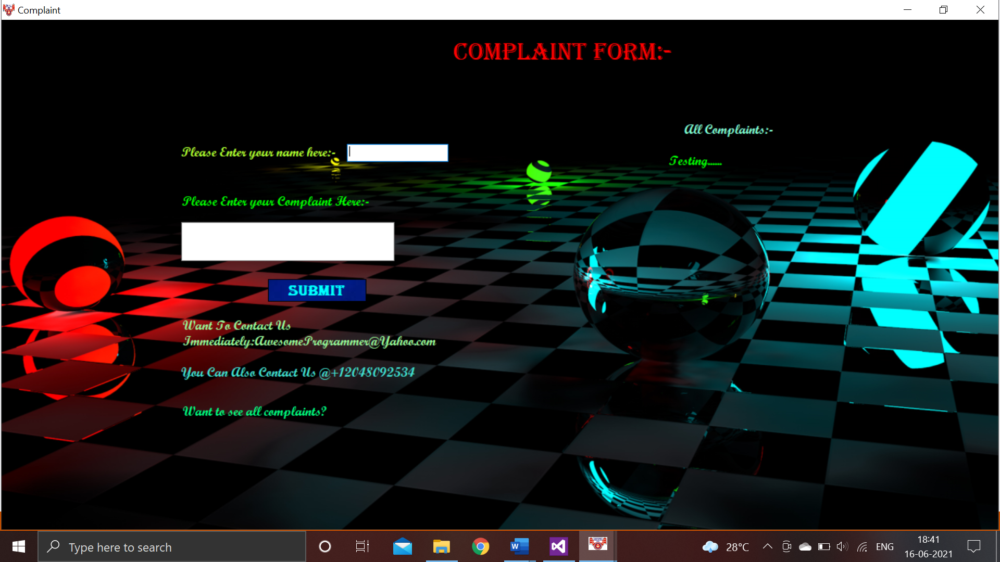 Complaint
COMPLAINT FORM:-
All Complaints:-
Please Enter your name here:-
Testing......
Please Enter your Complaint Here:-
SUBMIT
Want To Contact Us
Immediately:AwesomeProgrammer@Yahoo.com
You Can Also Contact Us @+12048092534
Want to see all complaints?
Type here to search
28°C
ENG
18:41
16-06-2021